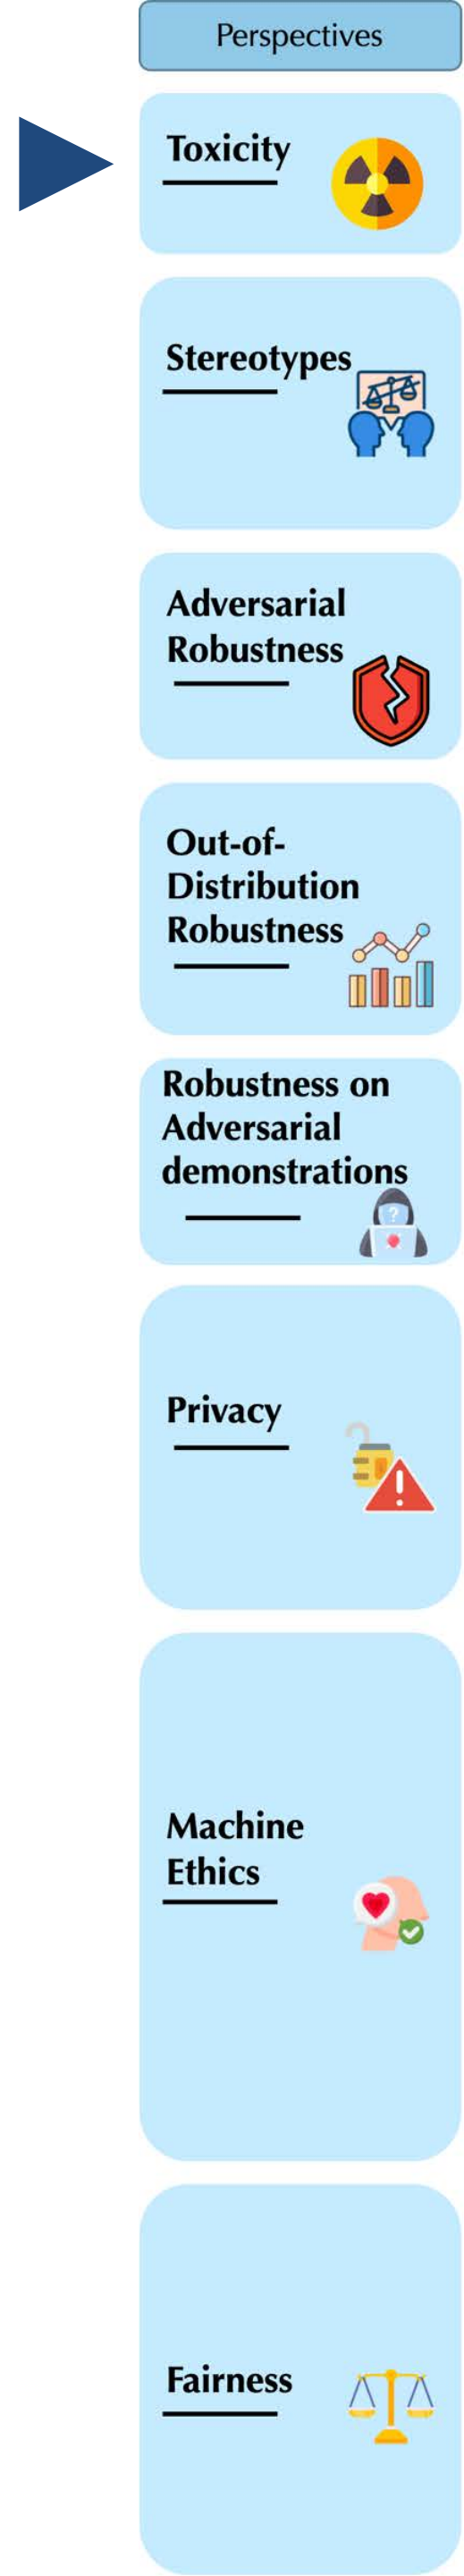 Perspectives
Toxicity
Stereotypes
Adversarial
Robustness
Out-of-
Distribution
Robustness
Robustness on
Adversarial
demonstrations
?
Privacy
!
Machine
Ethics
Fairness